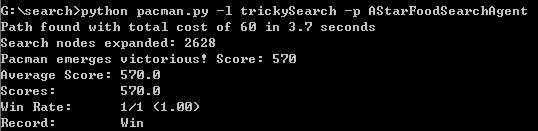 G:\search>python pacman.py -l trickySearch -p AStarFoodSearchAgent
Path found with total cost of 60 in 3.7 seconds
Search nodes expanded: 2628
Pacman emerges victorious! Score: 570
Average Score: 570.0
Scores:        570.0
Win Rate:      1/1 (1.00)
Record:        Win